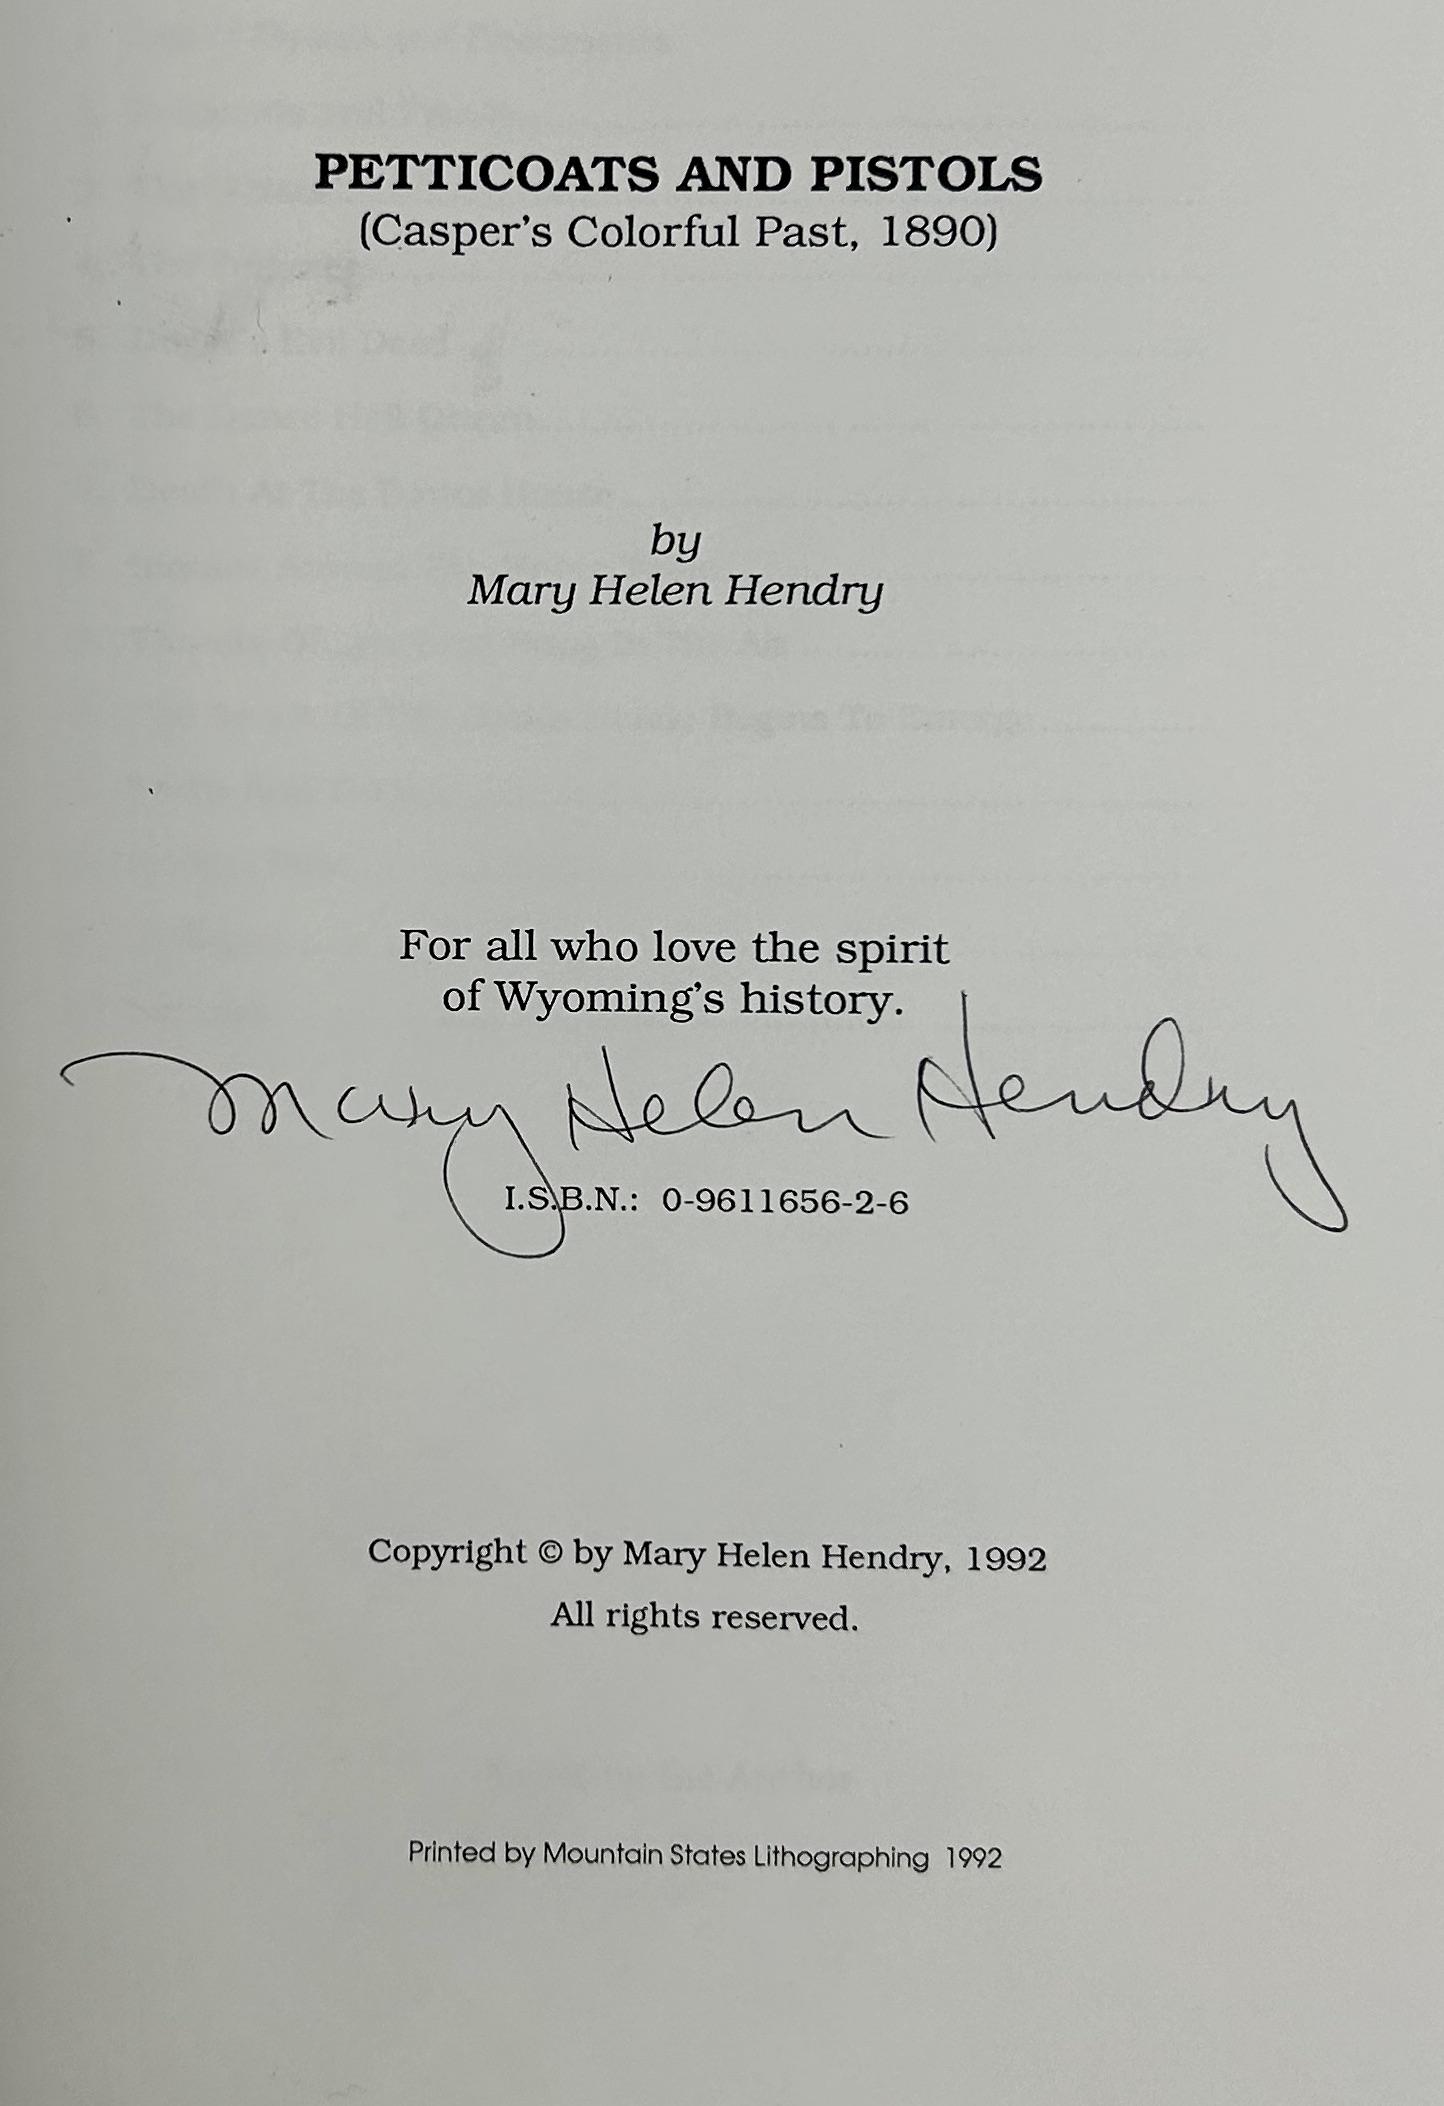 PETTICOATS AND PISTOLS
(Casper's Colorful Past, 1890)
by
Mary Helen Hendry
For all who love the spirit
of Wyoming's history.
Mary Helen Hendry
I.S.B.N.: 0-9611656-2-6
Copyright © by Mary Helen Hendry, 1992
All rights reserved.
Printed by Mountain States Lithographing 1992